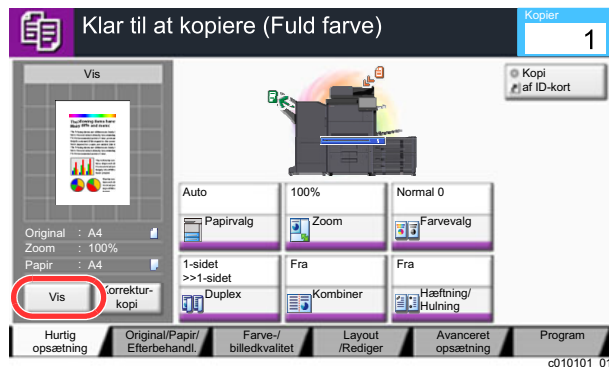 Klar til at kopiere (Fuld farve)
Kopier
1
Vis
Kopi
af ID-kort
Original : A4
Zoom : 100%
Papir : A4
Vis
Korrektur-
kopi
Auto
Papirvalg
100%
Zoom
Normal 0
Farvevalg
1-sidet
>>1-sidet
Duplex
Fra
Kombiner
Fra
Hæftning/
Hulning
Hurtig
opsætning
Original/Papir/
Efterbehandl.
Farve-/
billedkvalitet
Layout
/Rediger
Avanceret
opsætning
Program
c010101_01